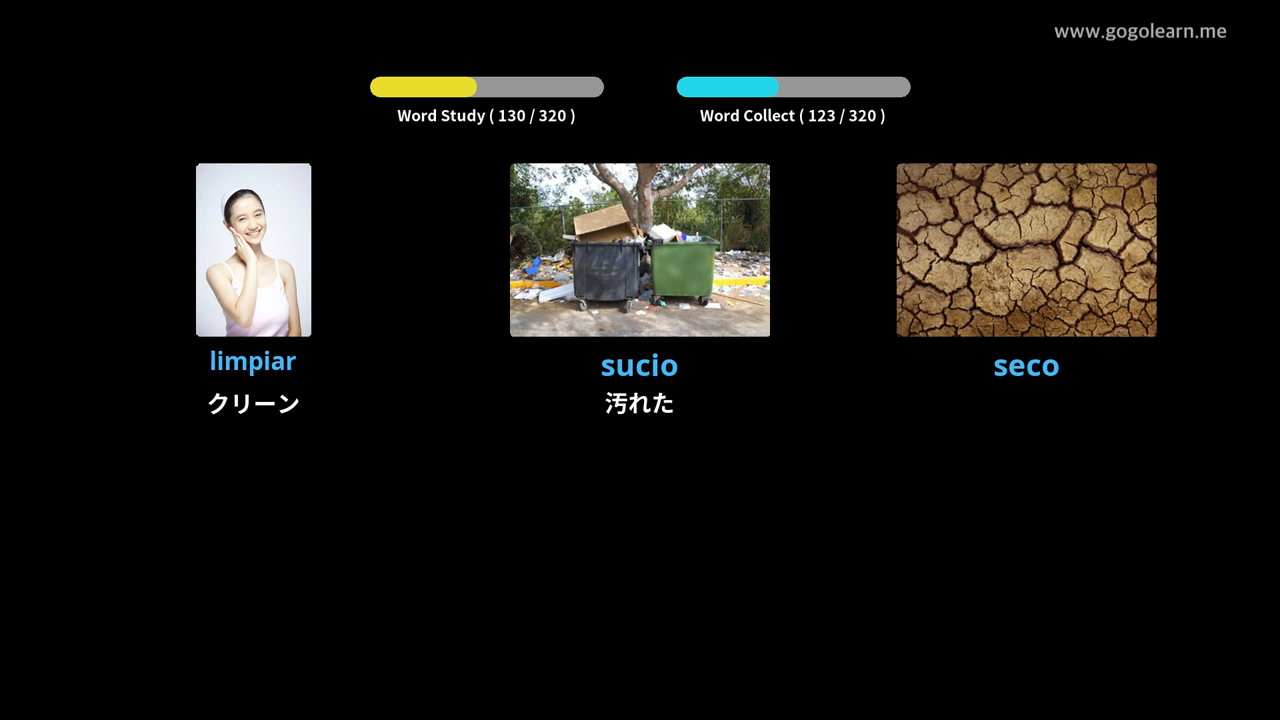 www.gogolearn.me
Word Study ( 130 / 320 )
Word Collect ( 123 / 320 )
limpiar
クリーン
sucio
汚れた
seco